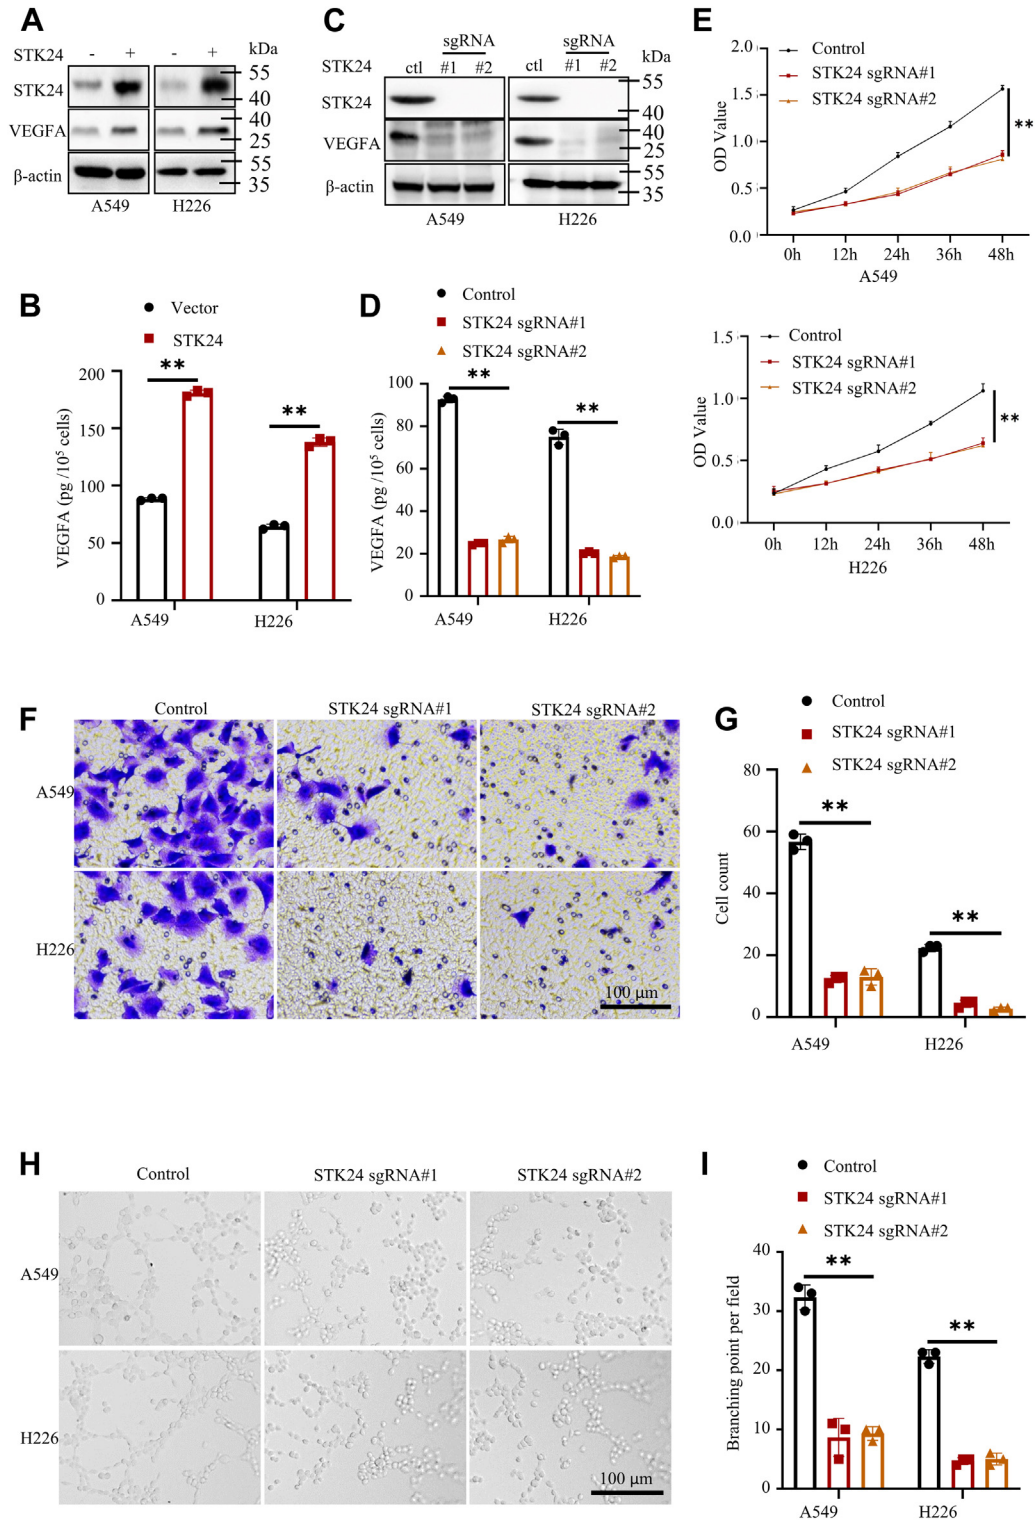 A
STK24 - + - + kDa
STK24
55
40
VEGFA
40
25
β-actin
55
35
A549 H226
C
sgRNA sgRNA
STK24 ctl #1 #2 ctl #1 #2 kDa
STK24
55
40
VEGFA
40
25
β-actin
55
35
A549 H226
E
Control
STK24 sgRNA#1
STK24 sgRNA#2
OD Value
2.0
1.5
1.0
0.5
0.0
**
0h 12h 24h 36h 48h
A549
Control
STK24 sgRNA#1
STK24 sgRNA#2
OD Value
1.5
1.0
0.5
0.0
**
0h 12h 24h 36h 48h
H226
B
Vector
STK24
VEGFA (pg /10⁵ cells)
200
150
100
50
0
** **
A549 H226
D
Control
STK24 sgRNA#1
STK24 sgRNA#2
VEGFA (pg /10⁵ cells)
100
80
60
40
20
0
** **
A549 H226
F
Control STK24 sgRNA#1 STK24 sgRNA#2
A549
H226
100 μm
G
Control
STK24 sgRNA#1
STK24 sgRNA#2
Cell count
80
60
40
20
0
** **
A549 H226
H
Control STK24 sgRNA#1 STK24 sgRNA#2
A549
H226
100 μm
I
Control
STK24 sgRNA#1
STK24 sgRNA#2
Branching point per field
40
30
20
10
0
** **
A549 H226